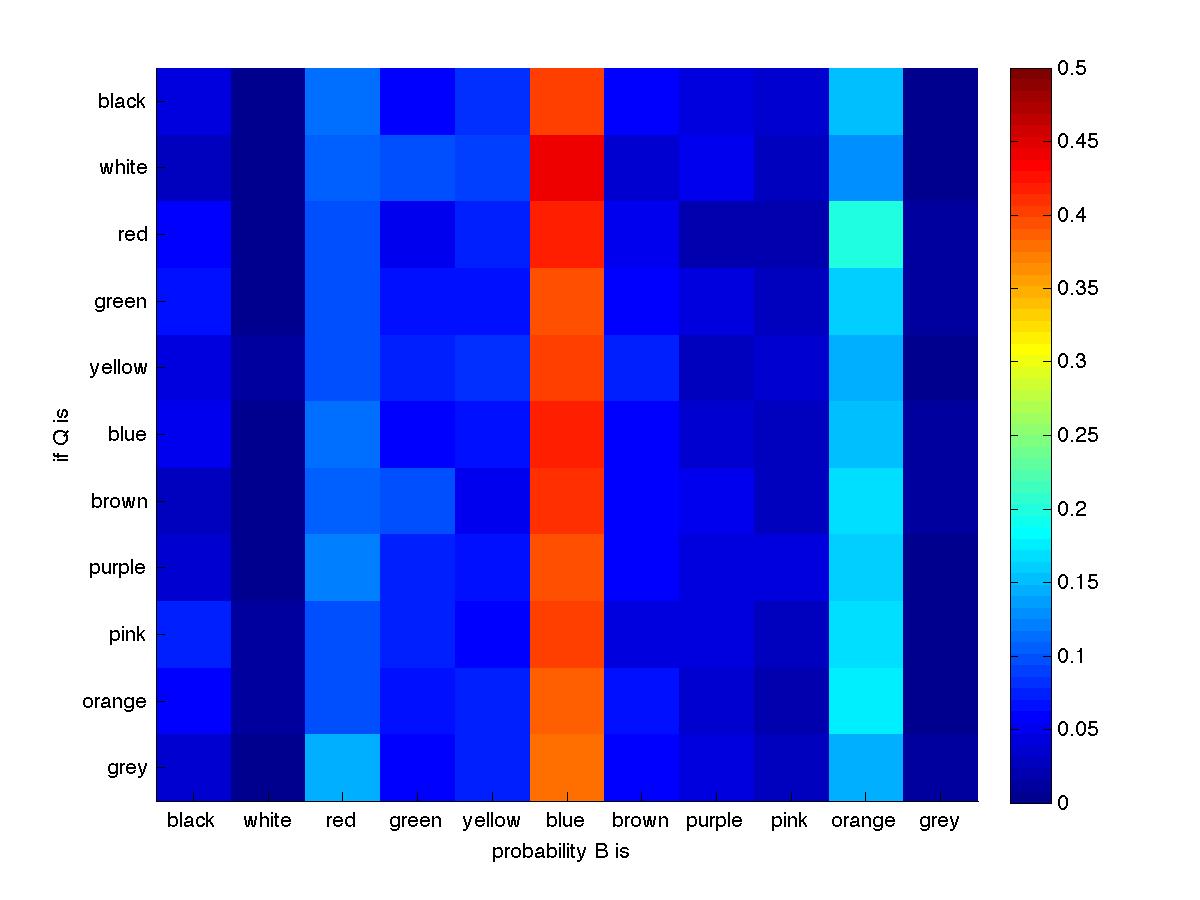 if Q is
black
white
red
green
yellow
blue
brown
purple
pink
orange
grey
black white red green yellow blue brown purple pink orange grey
probability B is
0.5
0.45
0.4
0.35
0.3
0.25
0.2
0.15
0.1
0.05
0